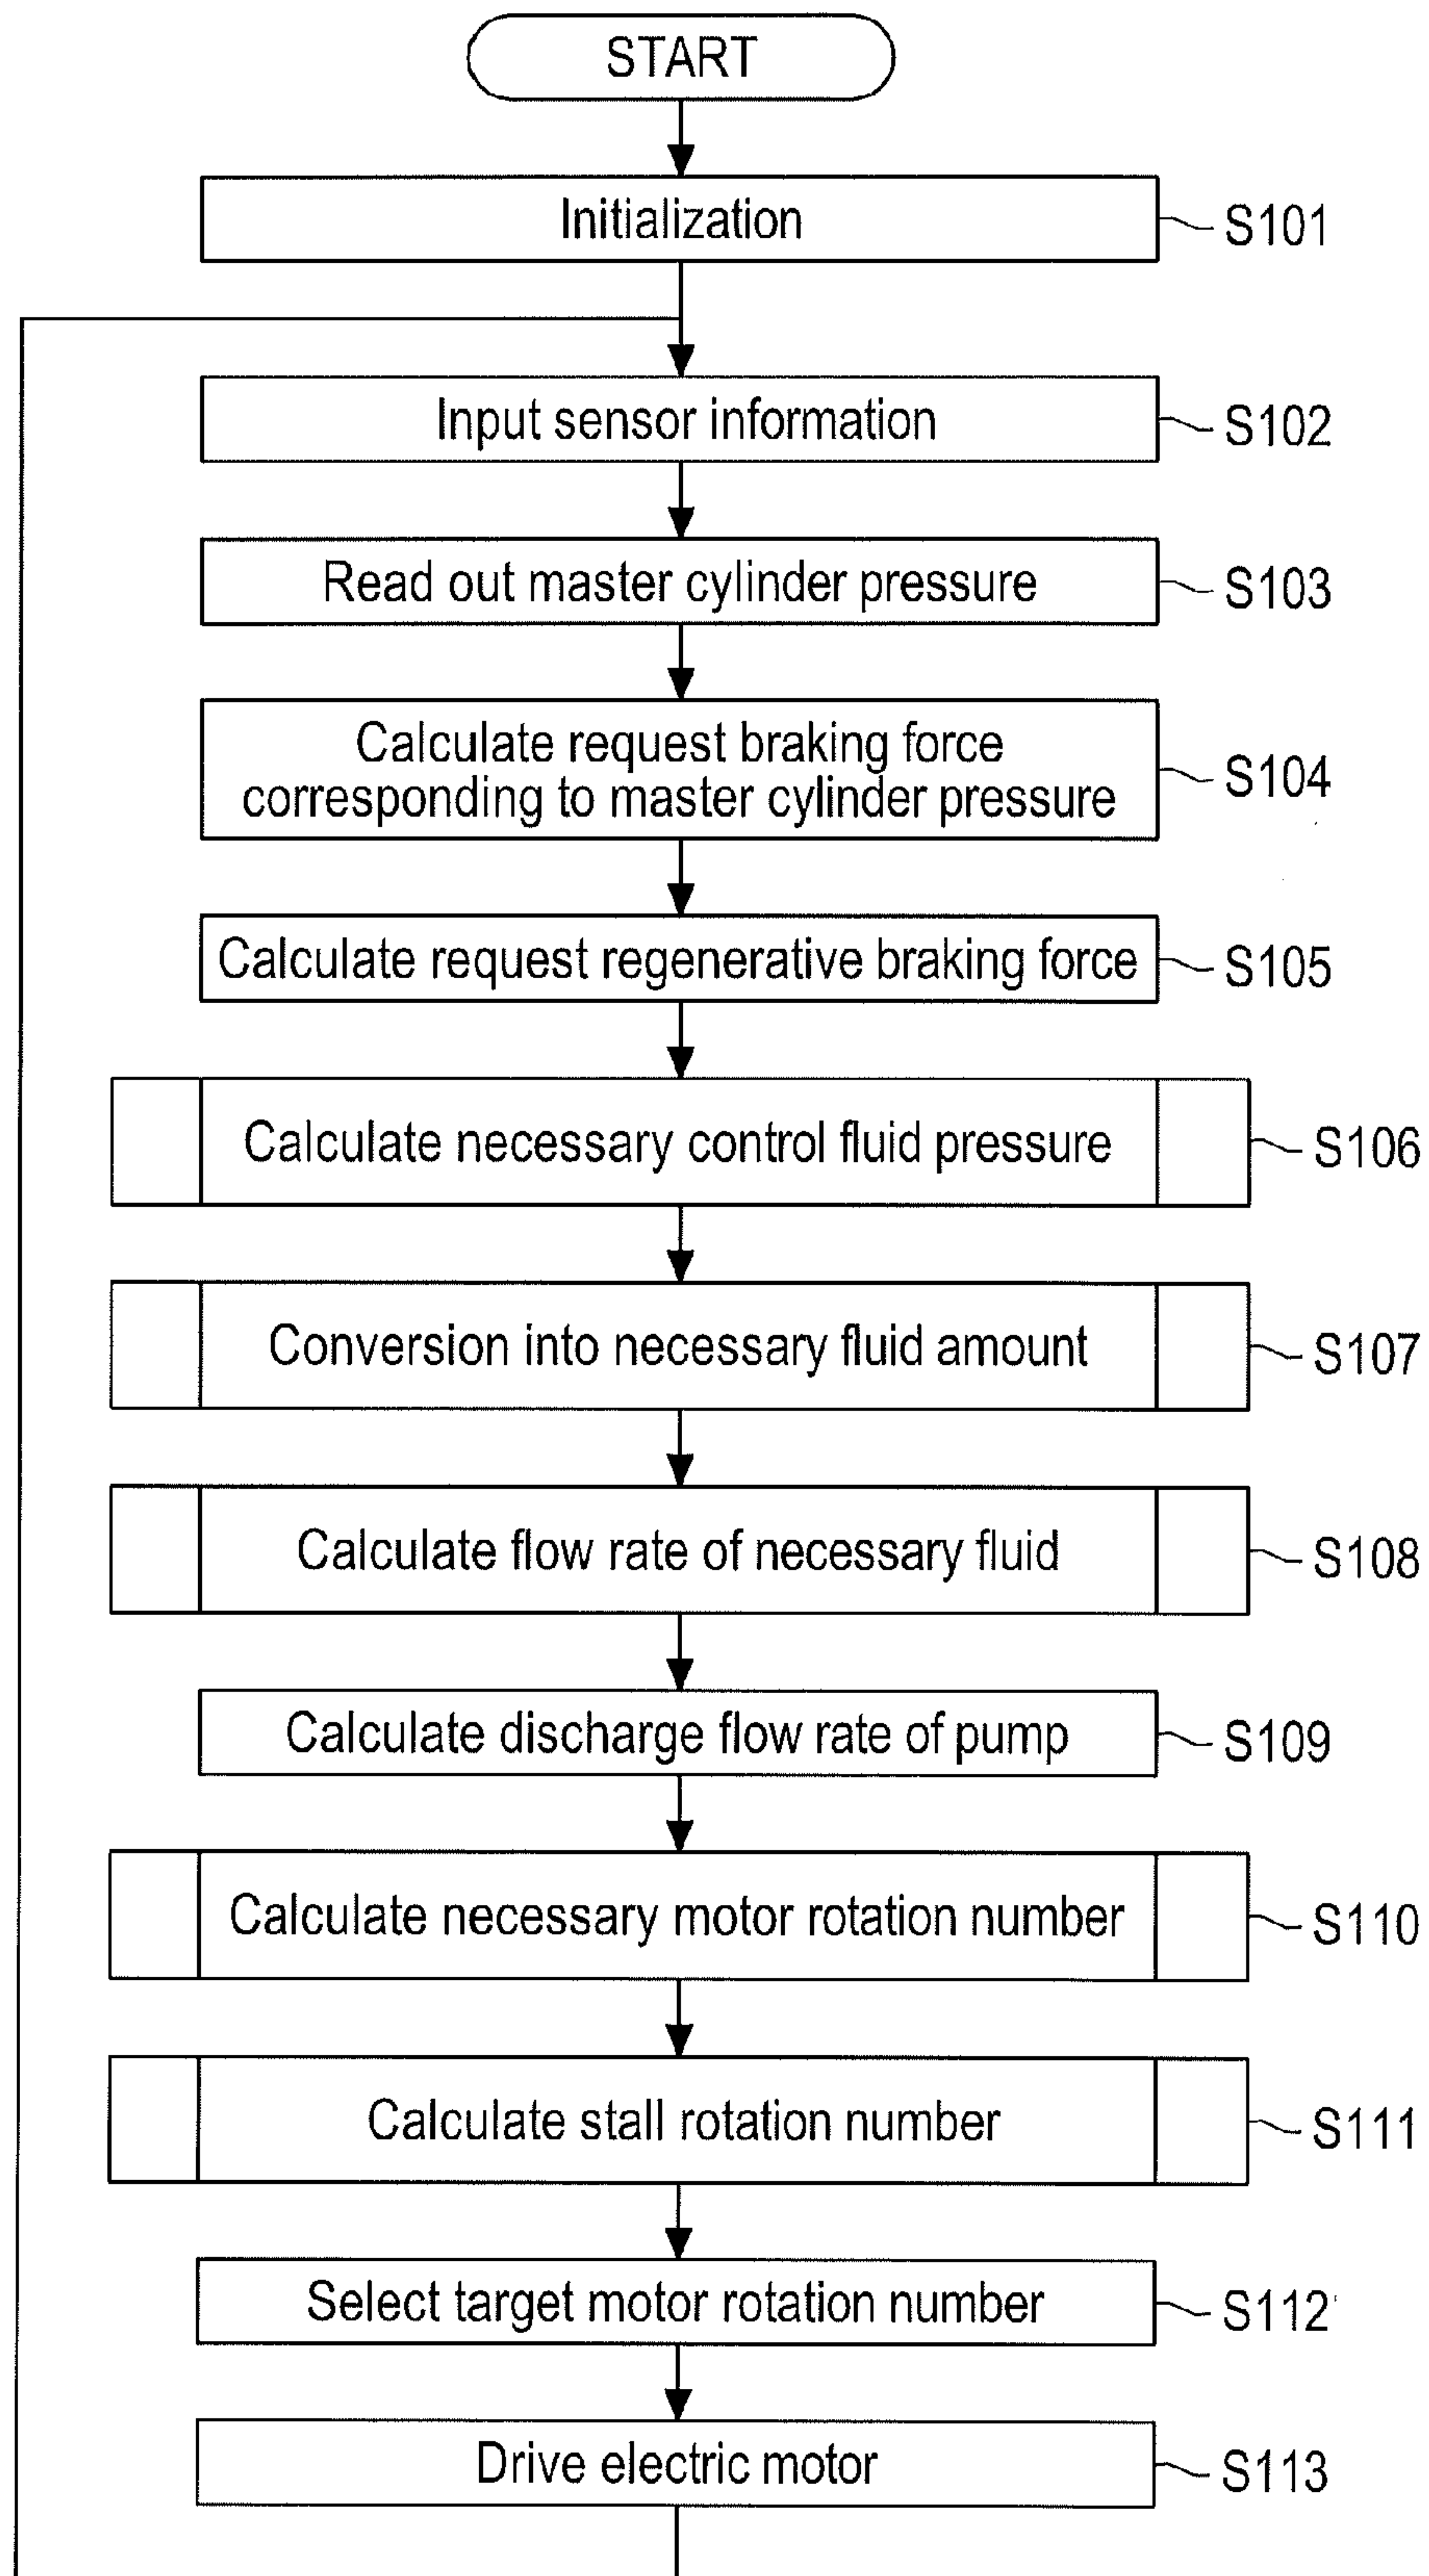 START
Initialization
S101
Input sensor information
S102
Read out master cylinder pressure
S103
Calculate request braking force
corresponding to master cylinder pressure
S104
Calculate request regenerative braking force
S105
Calculate necessary control fluid pressure
S106
Conversion into necessary fluid amount
S107
Calculate flow rate of necessary fluid
S108
Calculate discharge flow rate of pump
S109
Calculate necessary motor rotation number
S110
Calculate stall rotation number
S111
Select target motor rotation number
S112
Drive electric motor
S113